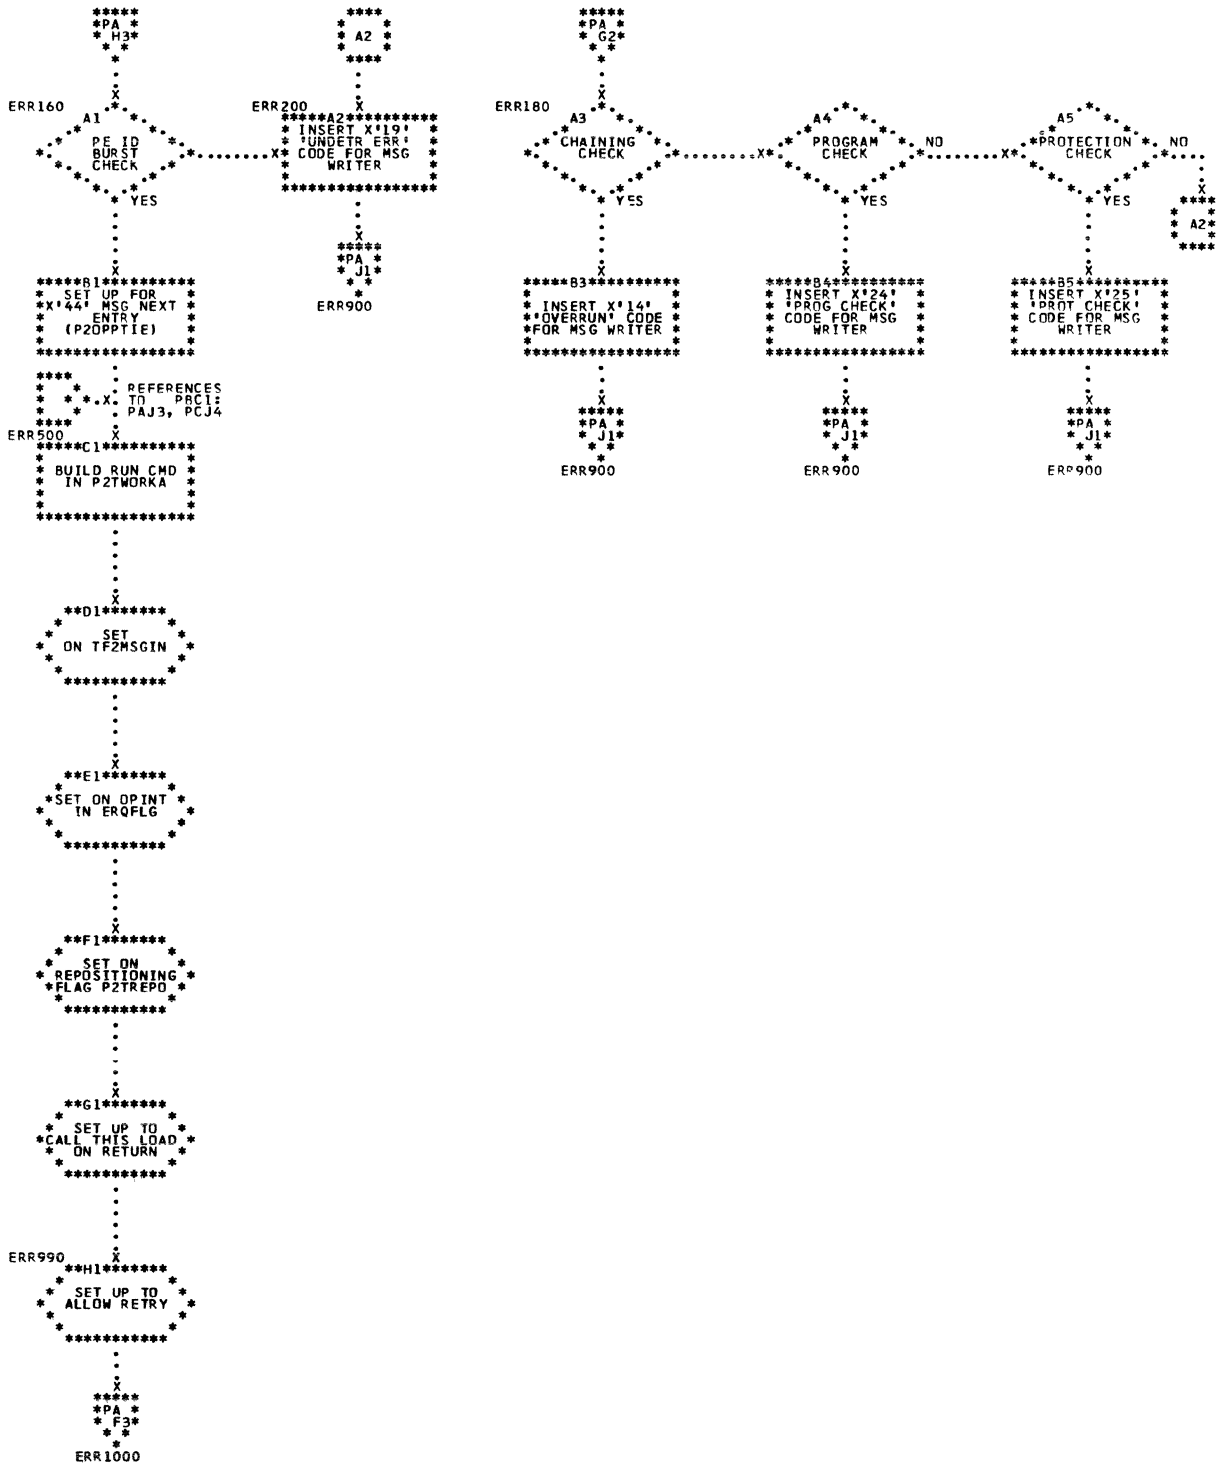 PA
H3
A2
PA
G2
ERR160
A1
PE ID
BURST
CHECK
YES
ERR200
A2
INSERT X'19'
'UNDETR ERR'
CODE FOR MSG
WRITER
PA
J1
ERR900
ERR180
A3
CHAINING
CHECK
YES
A4
PROGRAM
CHECK
NO
YES
A5
PROTECTION
CHECK
NO
YES
A2
B1
SET UP FOR
X'44' MSG NEXT
ENTRY
(P2OPPTIE)
B3
INSERT X'14'
'OVERRUN' CODE
FOR MSG WRITER
B4
INSERT X'24'
'PROG CHECK'
CODE FOR MSG
WRITER
B5
INSERT X'25'
'PROT CHECK'
CODE FOR MSG
WRITER
REFERENCES
TO PBC1:
PAJ3, PCJ4
PA
J1
ERR900
PA
J1
ERR900
PA
J1
ERR900
ERR500
C1
BUILD RUN CMD
IN P2TWORKA
D1
SET
ON TF2MSGIN
E1
SET ON OPINT
IN ERQFLG
F1
SET ON
REPOSITIONING
FLAG P2TREPO
G1
SET UP TO
CALL THIS LOAD
ON RETURN
ERR990
H1
SET UP TO
ALLOW RETRY
PA
F3
ERR1000